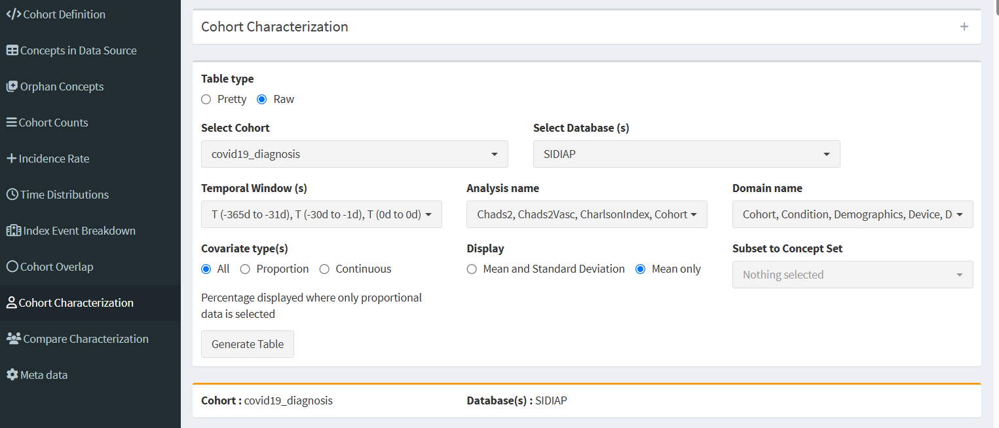 Cohort Definition
Concepts in Data Source
Orphan Concepts
Cohort Counts
Incidence Rate
Time Distributions
Index Event Breakdown
Cohort Overlap
Cohort Characterization
Compare Characterization
Meta data
Cohort Characterization
Table type
Pretty Raw
Select Cohort Select Database (s)
covid19_diagnosis SIDIAP
Temporal Window (s) Analysis name Domain name
T (-365d to -31d), T (-30d to -1d), T (0d to 0d) Chads2, Chads2Vasc, CharlsonIndex, Cohort Cohort, Condition, Demographics, Device, D
Covariate type(s) Display Subset to Concept Set
All Proportion Continuous Mean and Standard Deviation Mean only Nothing selected
Percentage displayed where only proportional
data is selected
Generate Table
Cohort : covid19_diagnosis Database(s) : SIDIAP